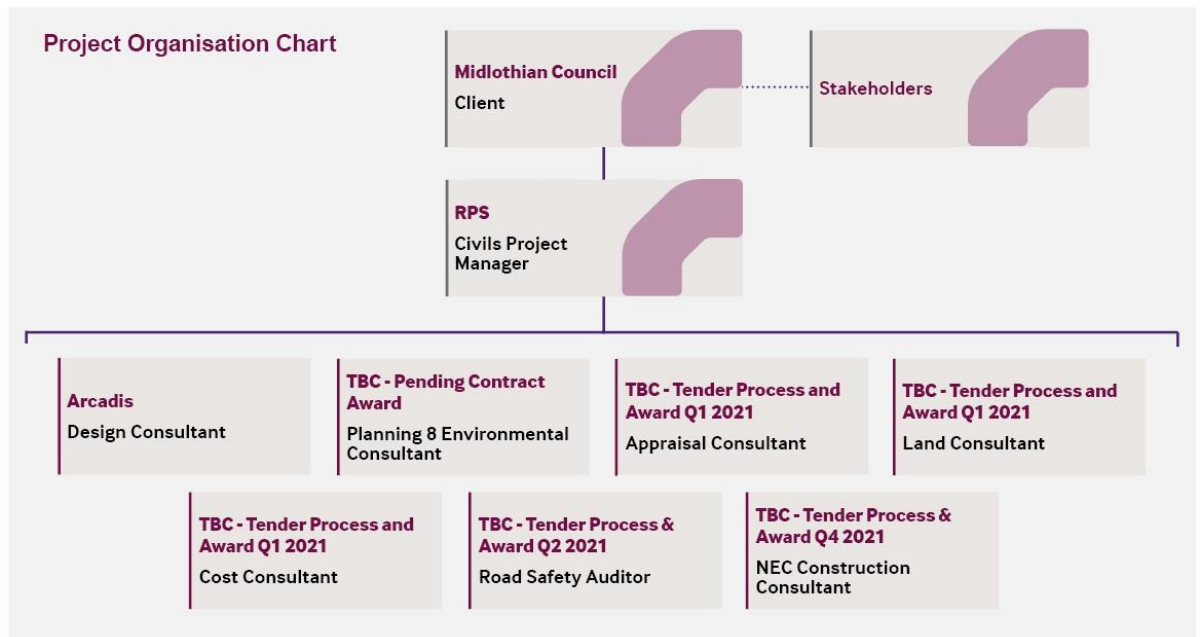 Project Organisation Chart
Midlothian Council
Client
Stakeholders
RPS
Civils Project
Manager
Arcadis
Design Consultant
TBC - Pending Contract
Award
Planning 8 Environmental
Consultant
TBC - Tender Process and
Award Q1 2021
Appraisal Consultant
TBC - Tender Process and
Award Q1 2021
Land Consultant
TBC - Tender Process and
Award Q1 2021
Cost Consultant
TBC - Tender Process &
Award Q2 2021
Road Safety Auditor
TBC - Tender Process &
Award Q4 2021
NEC Construction
Consultant